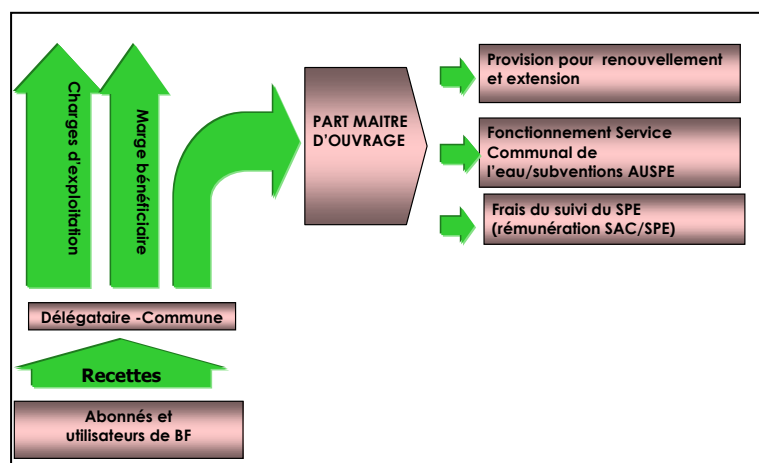 Charges d'exploitation
Marge bénéficiaire
PART MAITRE
D'OUVRAGE
Provision pour renouvellement
et extension
Fonctionnement Service
Communal de
l'eau/subventions AUSPE
Frais du suivi du SPE
(rémunération SAC/SPE)
Délégataire -Commune
Recettes
Abonnés et
utilisateurs de BF